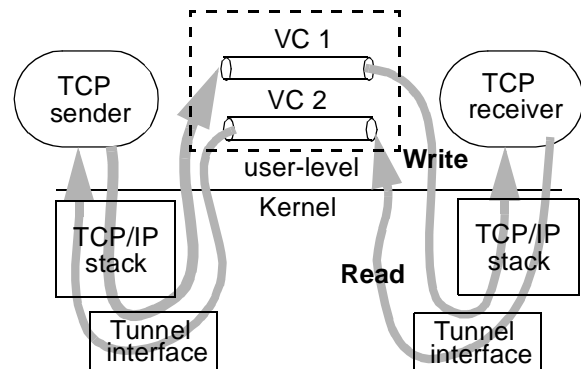 VC 1
TCP
sender
TCP
receiver
VC 2
user-level
Write
Kernel
TCP/IP
stack
TCP/IP
stack
Read
Tunnel
interface
Tunnel
interface